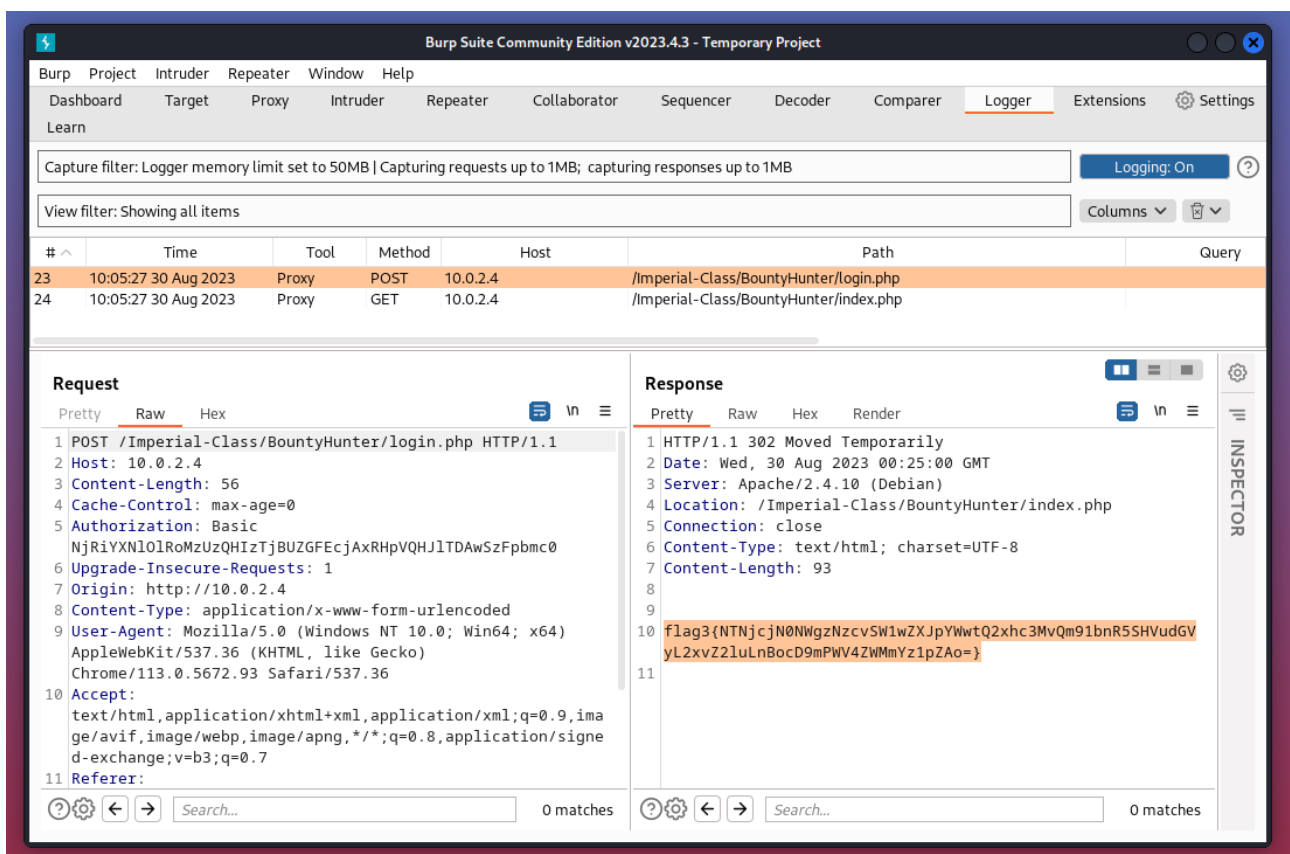 Burp Suite Community Edition v2023.4.3 - Temporary Project
Burp Project Intruder Repeater Window Help
Dashboard Target Proxy Intruder Repeater Collaborator Sequencer Decoder Comparer Logger Extensions Settings
Learn
Capture filter: Logger memory limit set to 50MB | Capturing requests up to 1MB; capturing responses up to 1MB
Logging: On
View filter: Showing all items
Columns
# Time Tool Method Host Path Query
23 10:05:27 30 Aug 2023 Proxy POST 10.0.2.4 /Imperial-Class/BountyHunter/login.php
24 10:05:27 30 Aug 2023 Proxy GET 10.0.2.4 /Imperial-Class/BountyHunter/index.php
Request
Pretty Raw Hex \n
1 POST /Imperial-Class/BountyHunter/login.php HTTP/1.1
2 Host: 10.0.2.4
3 Content-Length: 56
4 Cache-Control: max-age=0
5 Authorization: Basic
NjRiYXNlOlRoMzUzQHIzTjBUZGFEcjAxRHpVQHJlTDAwSzFpbmc0
6 Upgrade-Insecure-Requests: 1
7 Origin: http://10.0.2.4
8 Content-Type: application/x-www-form-urlencoded
9 User-Agent: Mozilla/5.0 (Windows NT 10.0; Win64; x64)
AppleWebKit/537.36 (KHTML, like Gecko)
Chrome/113.0.5672.93 Safari/537.36
10 Accept:
text/html,application/xhtml+xml,application/xml;q=0.9,ima
ge/avif,image/webp,image/apng,*/*;q=0.8,application/signe
d-exchange;v=b3;q=0.7
11 Referer:
Search...
0 matches
Response
Pretty Raw Hex Render \n
1 HTTP/1.1 302 Moved Temporarily
2 Date: Wed, 30 Aug 2023 00:25:00 GMT
3 Server: Apache/2.4.10 (Debian)
4 Location: /Imperial-Class/BountyHunter/index.php
5 Connection: close
6 Content-Type: text/html; charset=UTF-8
7 Content-Length: 93
8
9
10 flag3{NTNjcjN0NWgzNzcvSW1wZXJpYWwtQ2xhc3MvQm91bnR5SHVudGV
yL2xvZ2luLnBocD9mPWV4ZWMmYz1pZAo=}
11
Search...
0 matches
INSPECTOR